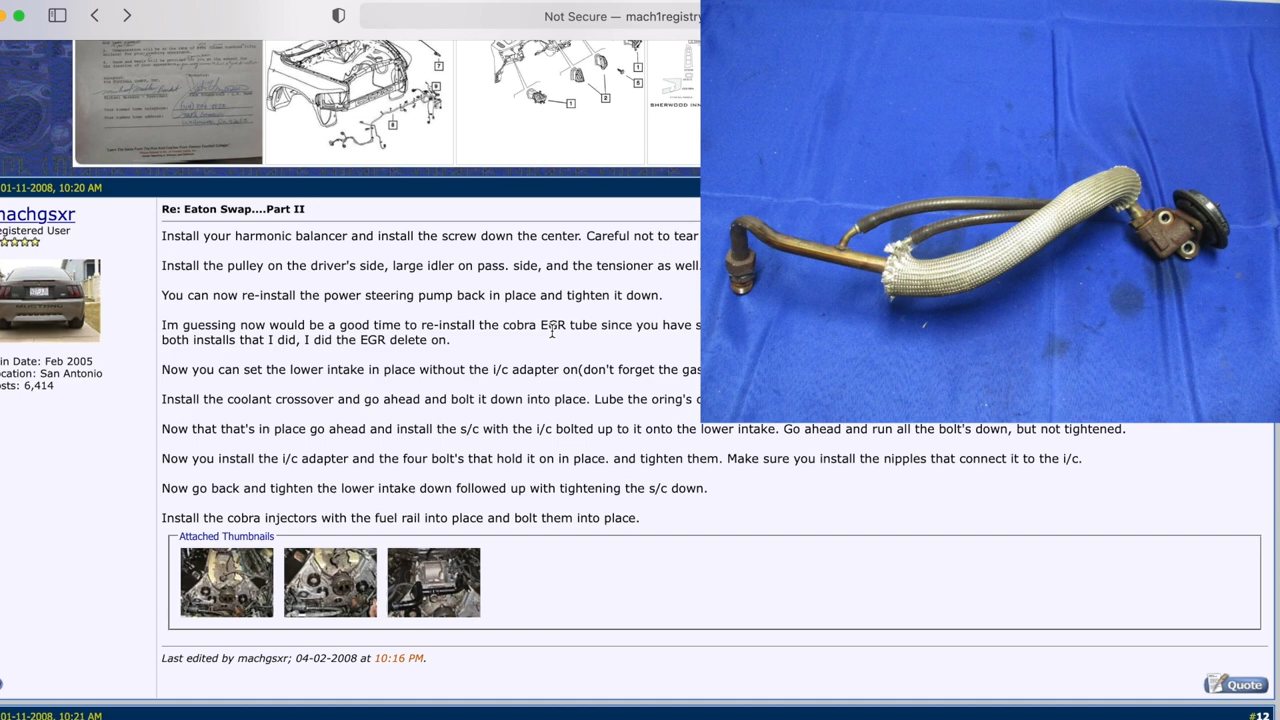 Not Secure — mach1registry
SHERWOOD INN
01-11-2008, 10:20 AM
machgsxr
egistered User
in Date: Feb 2005
ocation: San Antonio
osts: 6,414
Re: Eaton Swap....Part II
Install your harmonic balancer and install the screw down the center. Careful not to tear
Install the pulley on the driver's side, large idler on pass. side, and the tensioner as well.
You can now re-install the power steering pump back in place and tighten it down.
Im guessing now would be a good time to re-install the cobra EGR tube since you have s
both installs that I did, I did the EGR delete on.
Now you can set the lower intake in place without the i/c adapter on(don't forget the gas
Install the coolant crossover and go ahead and bolt it down into place. Lube the oring's o
Now that that's in place go ahead and install the s/c with the i/c bolted up to it onto the lower intake. Go ahead and run all the bolt's down, but not tightened.
Now you install the i/c adapter and the four bolt's that hold it on in place. and tighten them. Make sure you install the nipples that connect it to the i/c.
Now go back and tighten the lower intake down followed up with tightening the s/c down.
Install the cobra injectors with the fuel rail into place and bolt them into place.
Attached Thumbnails
Last edited by machgsxr; 04-02-2008 at 10:16 PM.
Quote
01-11-2008, 10:21 AM
#12